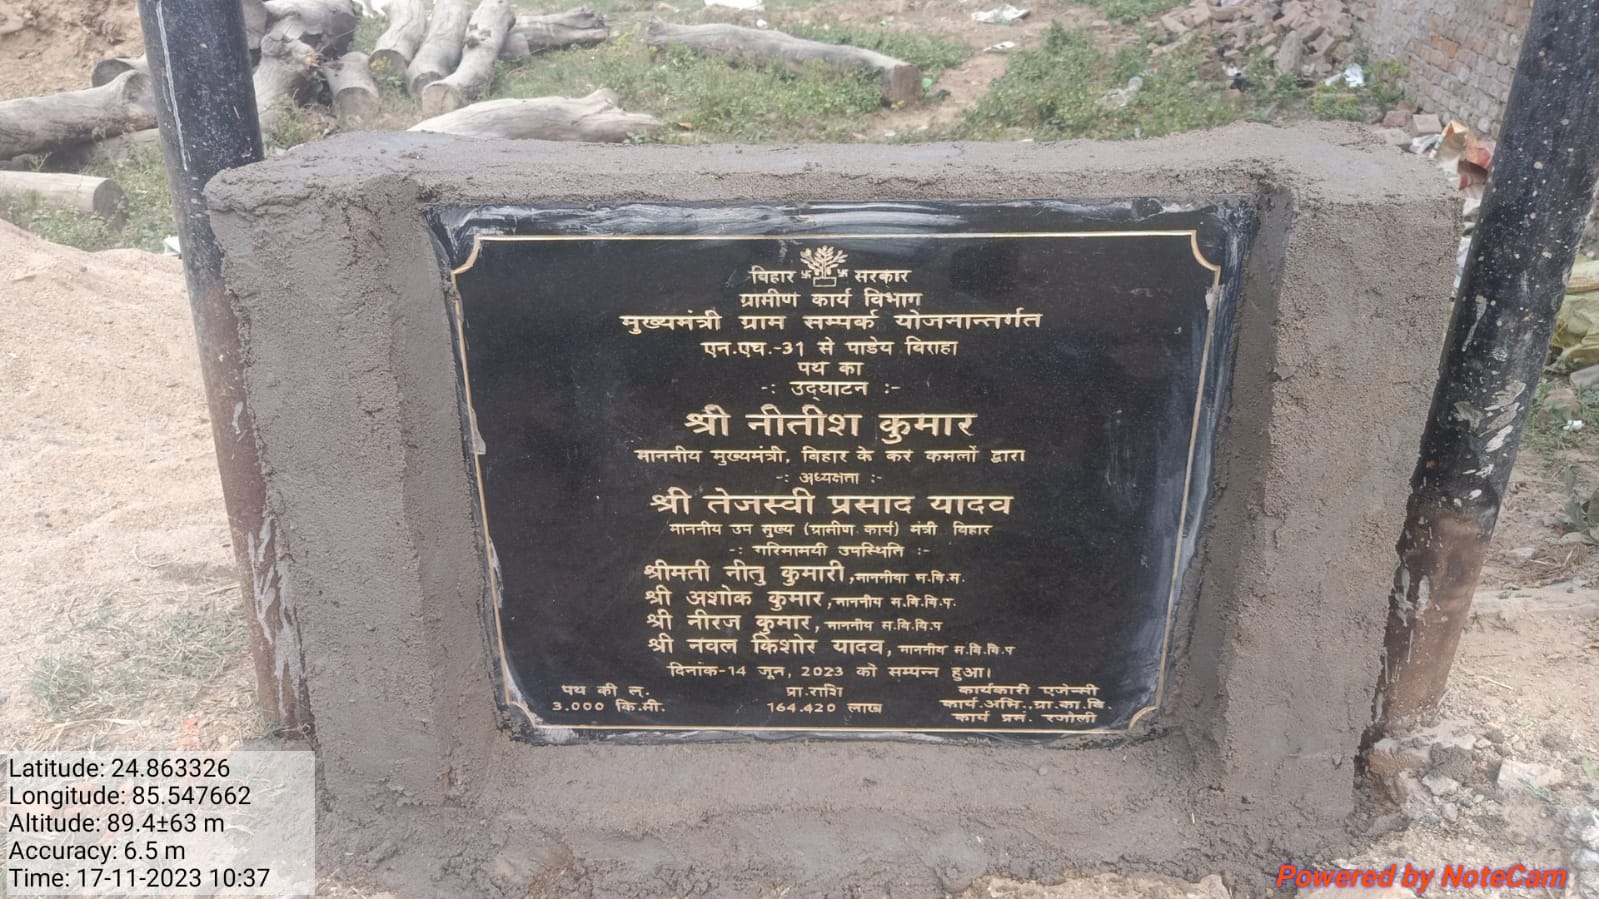 बिहार सरकार
ग्रामीण कार्य विभाग
मुख्यमंत्री ग्राम सम्पर्क योजनान्तर्गत
एन.एच.-31 से पाडेय बिराहा
पथ का
-: उद्‌घाटन :-
श्री नीतीश कुमार
माननीय मुख्यमंत्री, बिहार के कर कमलों द्वारा
-: अध्यक्षता :-
श्री तेजस्वी प्रसाद यादव
माननीय उप मुख्य (ग्रामीण कार्य) मंत्री बिहार
-: गरिमामयी उपस्थिति :-
श्रीमती नीतु कुमारी, माननीया स.वि.स.
श्री अशोक कुमार, माननीय स.वि.वि.प.
श्री नीरज कुमार, माननीय स.वि.वि.प
श्री नवल किशोर यादव, माननीय स.वि.वि.प
दिनांक-14 जून, 2023 को सम्पन्न हुआ।
पथ की ल. प्रा.राशि कार्यकारी एजेन्सी
3.000 कि.मी. 164.420 लाख कार्य.अभि.,ग्रा.का.वि.
कार्य प्रम. रजोली
Latitude: 24.863326
Longitude: 85.547662
Altitude: 89.4±63 m
Accuracy: 6.5 m
Time: 17-11-2023 10:37
Powered by NoteCam